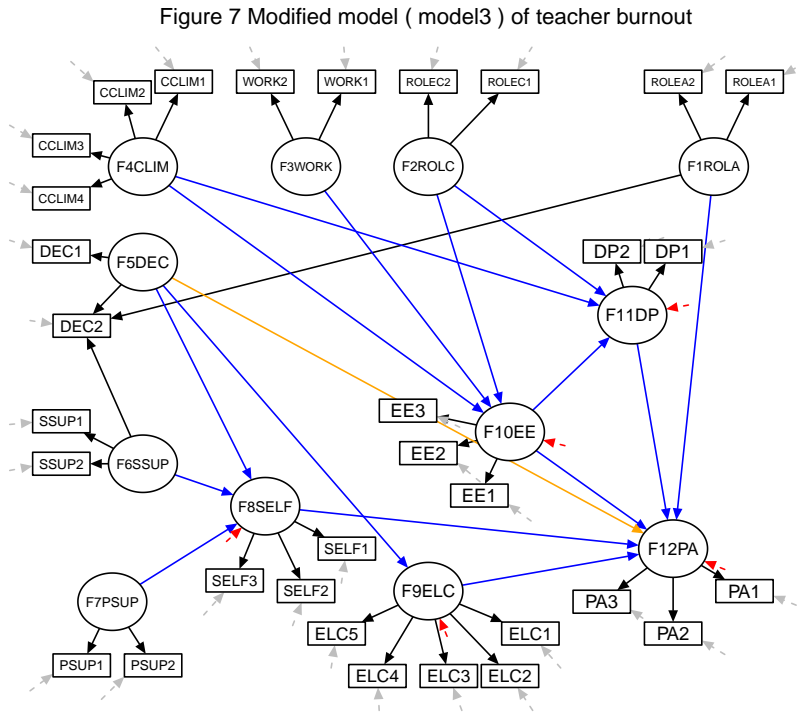 Figure 7 Modified model ( model3 ) of teacher burnout
CCLIM1
WORK2
WORK1
ROLEC2
ROLEC1
ROLEA2
ROLEA1
CCLIM2
CCLIM3
F4CLIM
F3WORK
F2ROLC
F1ROLA
CCLIM4
DEC1
F5DEC
DP2
DP1
DEC2
F11DP
EE3
SSUP1
F10EE
EE2
SSUP2
F6SSUP
EE1
F8SELF
SELF1
F12PA
SELF3
SELF2
F9ELC
PA1
F7PSUP
PA3
ELC5
ELC1
PA2
PSUP1
PSUP2
ELC4
ELC3
ELC2